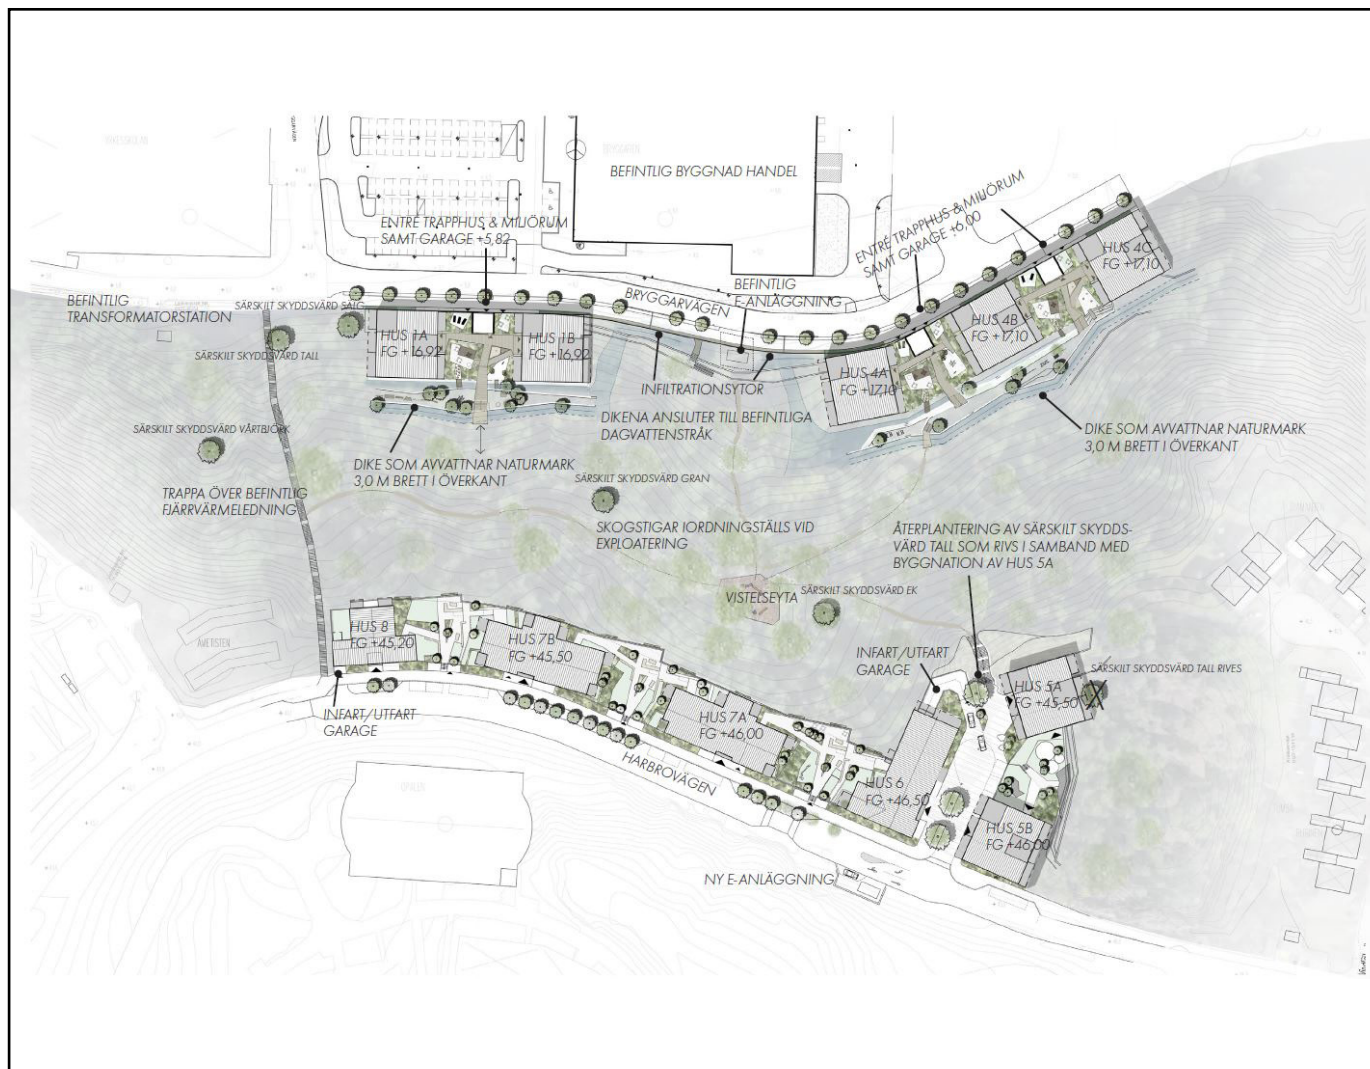 BEFINTLIG BYGGNAD HANDEL
ENTRÉ TRAPPHUS & MILJÖRUM
SAMT GARAGE +5,82
ENTRÉ TRAPPHUS & MILJÖRUM
SAMT GARAGE +6,00
BEFINTLIG
TRANSFORMATORSTATION
SÄRSKILT SKYDDSVÄRD SALG
BRYGGARVÄGEN
BEFINTLIG
E-ANLÄGGNING
HUS 4C
FG +17,10
HUS 4B
FG +17,10
HUS 1A
FG +16,92
HUS 1B
FG +16,92
SÄRSKILT SKYDDSVÄRD TALL
HUS 4A
FG +17,10
INFILTRATIONSYTOR
DIKENA ANSLUTER TILL BEFINTLIGA
DAGVATTENSTRÅK
SÄRSKILT SKYDDSVÄRD VÅRTBJÖRK
DIKE SOM AVVATTNAR NATURMARK
3,0 M BRETT I ÖVERKANT
DIKE SOM AVVATTNAR NATURMARK
3,0 M BRETT I ÖVERKANT
SÄRSKILT SKYDDSVÄRD GRAN
TRAPPA ÖVER BEFINTLIG
FJÄRRVÄRMELEDNING
SKOGSTIGAR IORDNINGSTÄLLS VID
EXPLOATERING
ÅTERPLANTERING AV SÄRSKILT SKYDDS-
VÄRD TALL SOM RIVS I SAMBAND MED
BYGGNATION AV HUS 5A
VISTELSEYTA
SÄRSKILT SKYDDSVÄRD EK
HUS 8
FG +45,20
HUS 7B
FG +45,50
INFART/UTFART
GARAGE
SÄRSKILT SKYDDSVÄRD TALL RIVES
HUS 5A
FG +45,50
INFART/UTFART
GARAGE
HUS 7A
FG +46,00
HARBROVÄGEN
HUS 6
FG +46,50
HUS 5B
FG +46,00
NY E-ANLÄGGNING